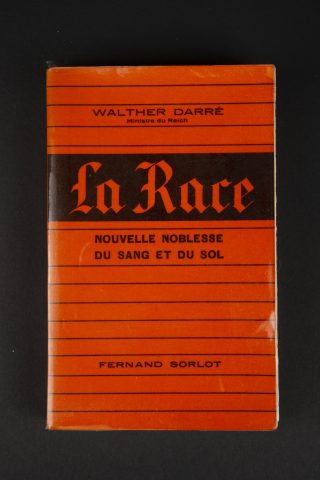 WALTHER DARRÉ
Ministre du Reich
La Race
NOUVELLE NOBLESSE
DU SANG ET DU SOL
FERNAND SORLOT